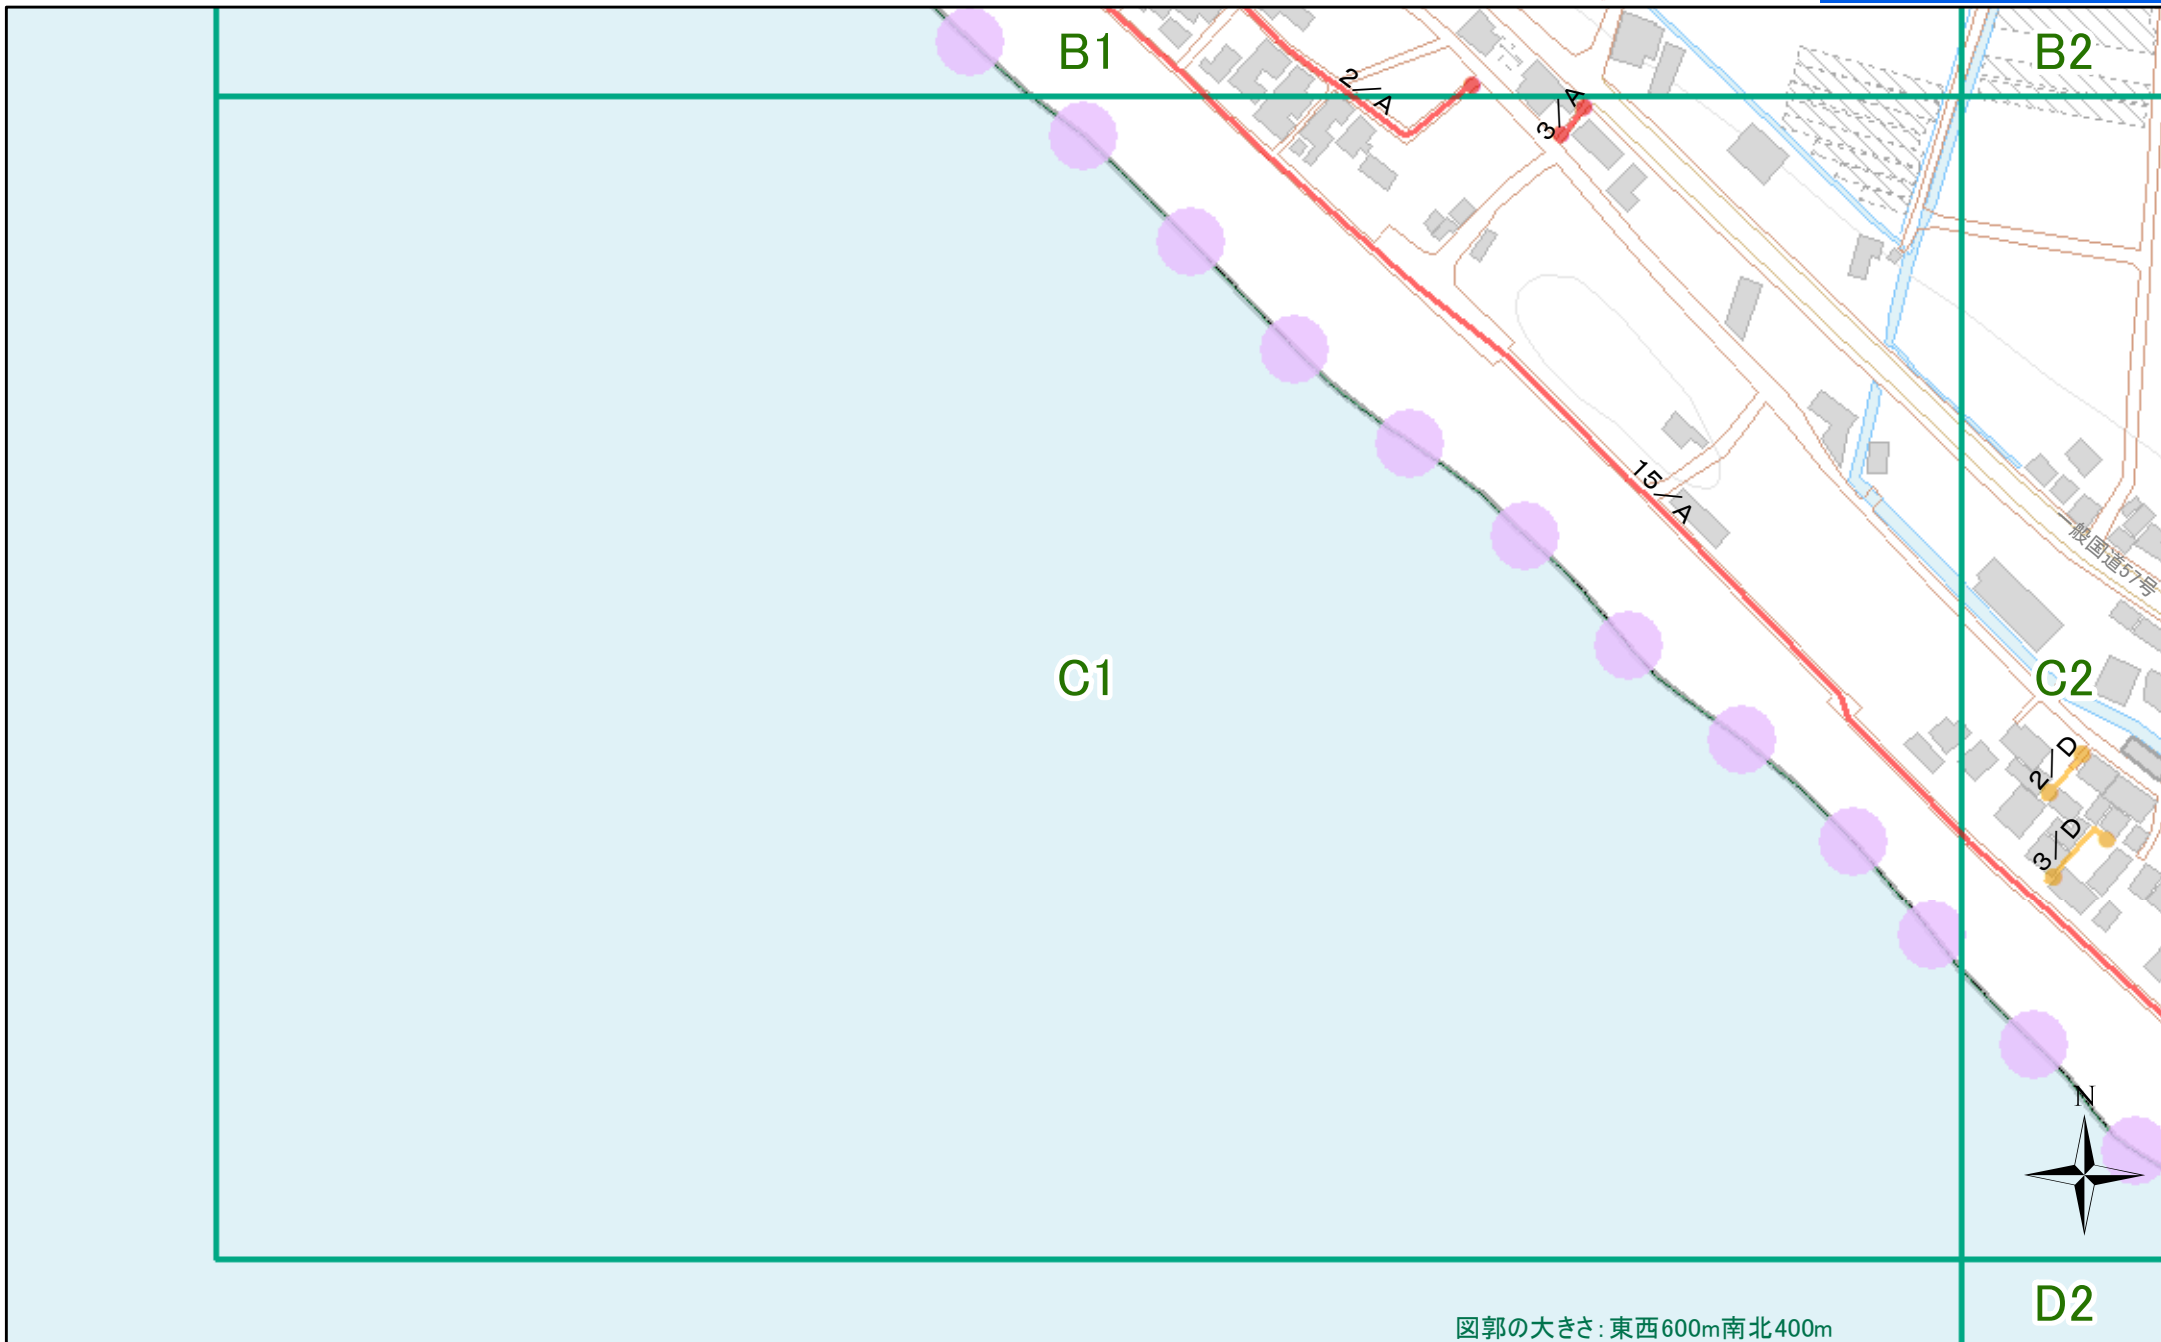 B1
B2
2/A
3/A
15/A
一般国道57号
C1
C2
2/D
3/D
N
D2
図郭の大きさ：東西600m南北400m